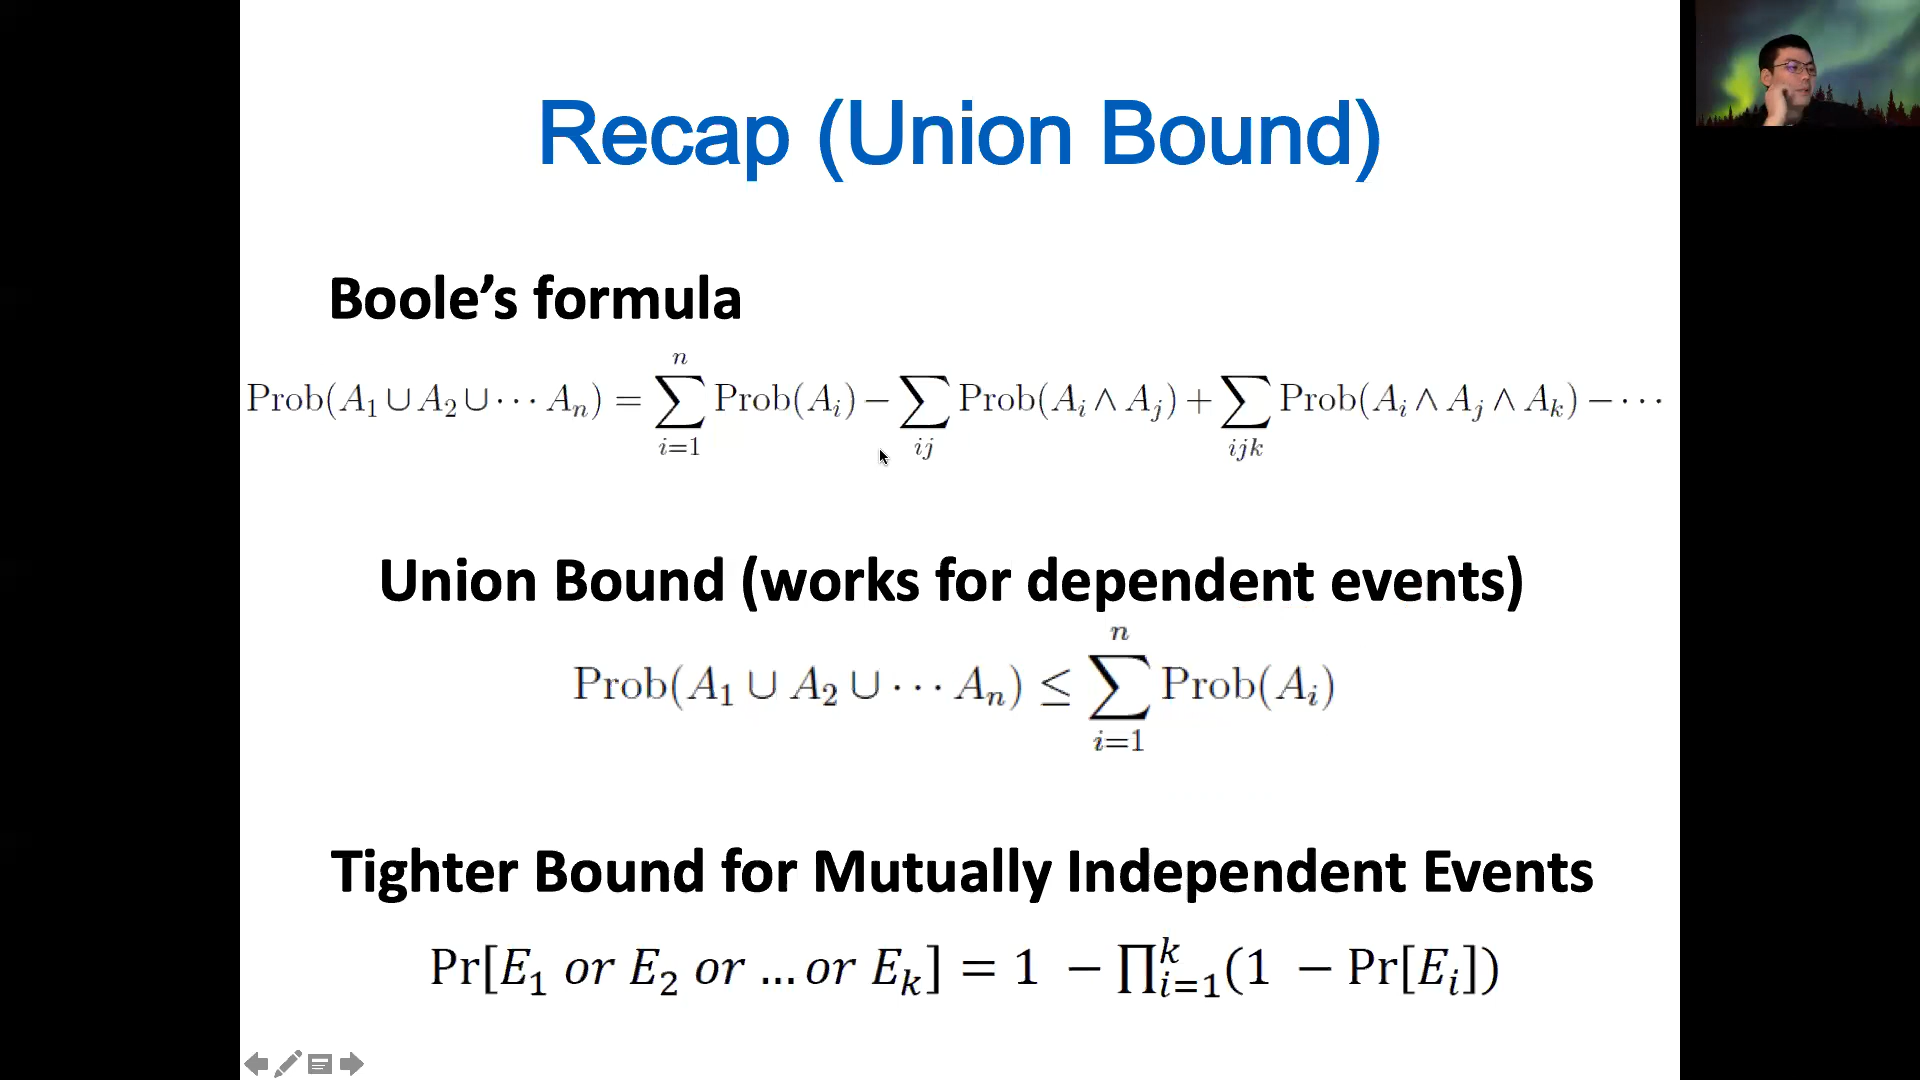 Recap (Union Bound)
Boole’s formula
Prob(A₁ ∪ A₂ ∪ ⋯ Aₙ) = ∑ᵢ₌₁ⁿ Prob(Aᵢ) − ∑ᵢⱼ Prob(Aᵢ ∧ Aⱼ) + ∑ᵢⱼₖ Prob(Aᵢ ∧ Aⱼ ∧ Aₖ) − ⋯
Union Bound (works for dependent events)
Prob(A₁ ∪ A₂ ∪ ⋯ Aₙ) ≤ ∑ᵢ₌₁ⁿ Prob(Aᵢ)
Tighter Bound for Mutually Independent Events
Pr[E₁ or E₂ or … or Eₖ] = 1 − ∏ᵢ₌₁ᵏ(1 − Pr[Eᵢ])